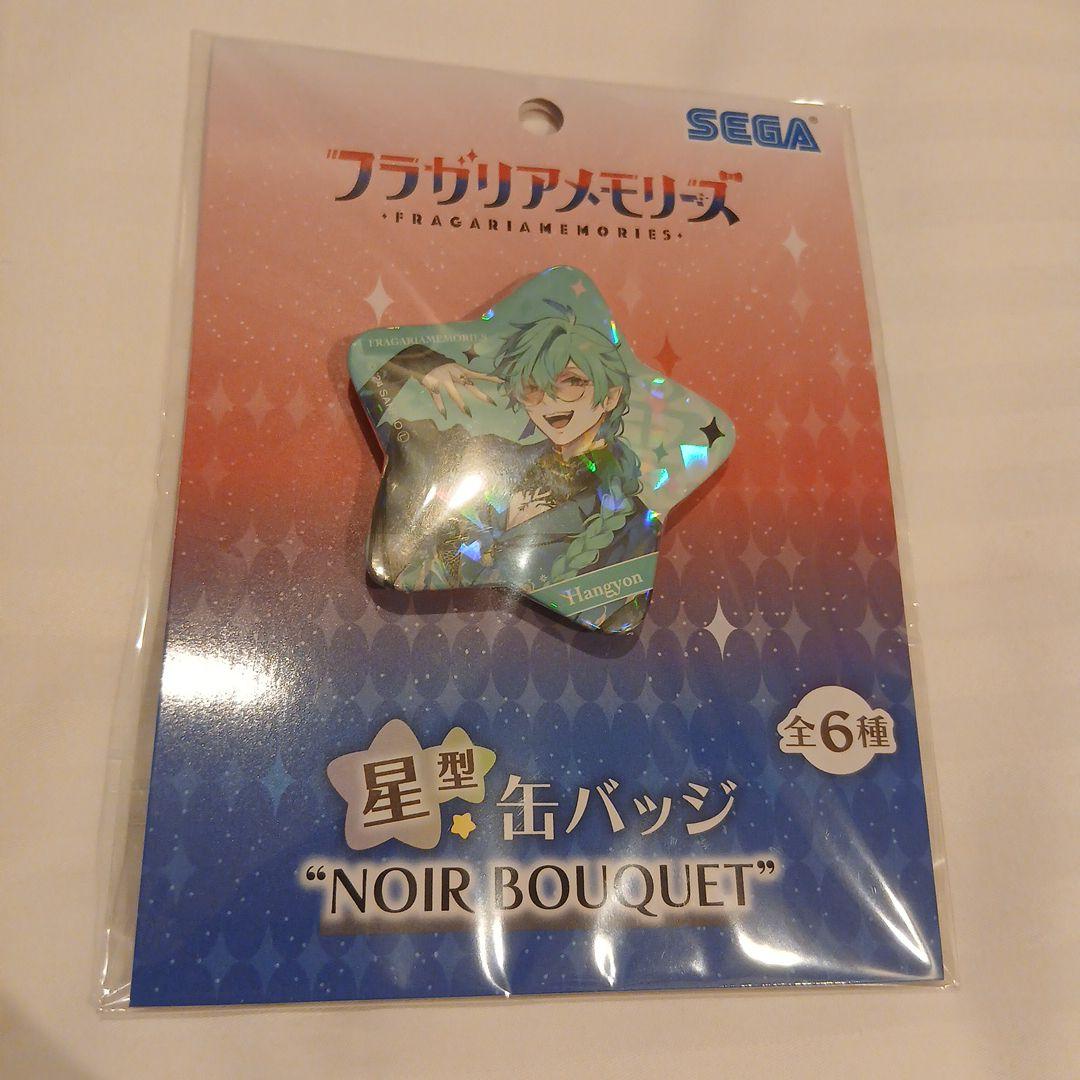 SEGA
フラガリアメモリーズ
FRAGARIAMEMORIES
FRAGARIAMEMORIES
Hangyon
全6種
星型
缶バッジ
“NOIR BOUQUET”